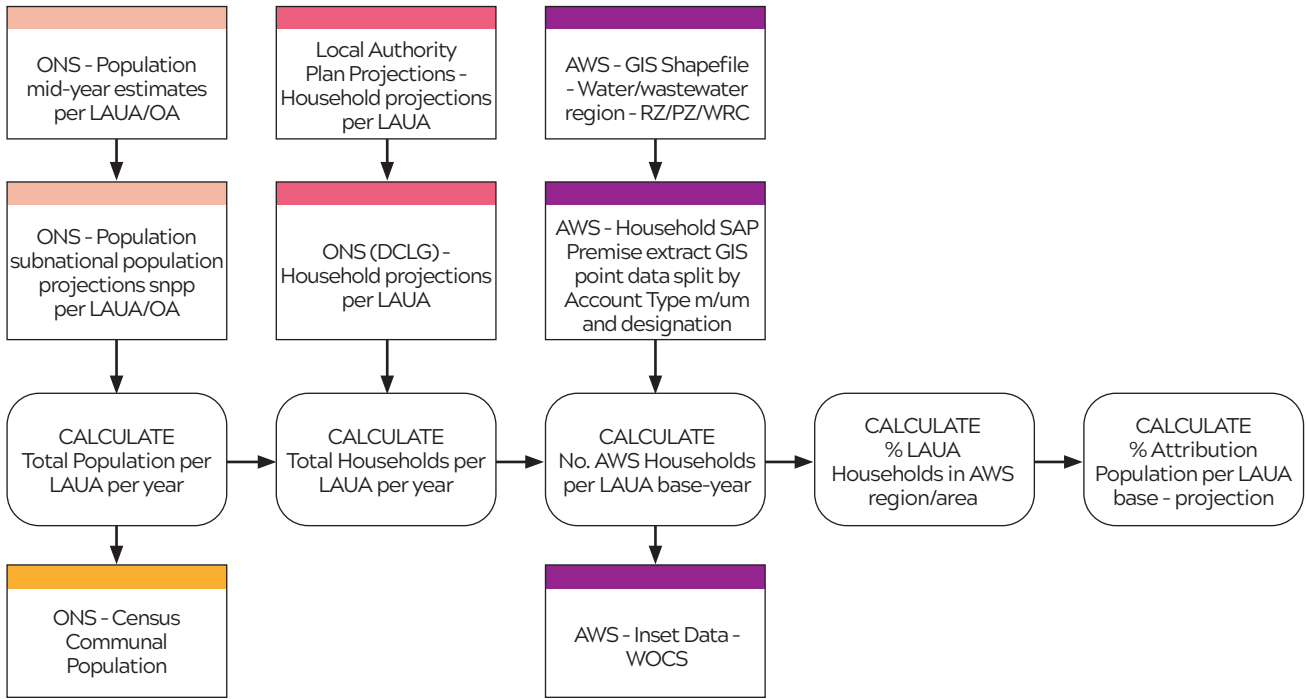 ONS - Population
mid-year estimates
per LAUA/OA
Local Authority
Plan Projections -
Household projections
per LAUA
AWS - GIS Shapefile
- Water/wastewater
region - RZ/PZ/WRC
ONS - Population
subnational population
projections snpp
per LAUA/OA
ONS (DCLG) -
Household projections
per LAUA
AWS - Household SAP
Premise extract GIS
point data split by
Account Type m/um
and designation
CALCULATE
Total Population per
LAUA per year
CALCULATE
Total Households per
LAUA per year
CALCULATE
No. AWS Households
per LAUA base-year
CALCULATE
% LAUA
Households in AWS
region/area
CALCULATE
% Attribution
Population per LAUA
base - projection
ONS - Census
Communal
Population
AWS - Inset Data -
WOCS